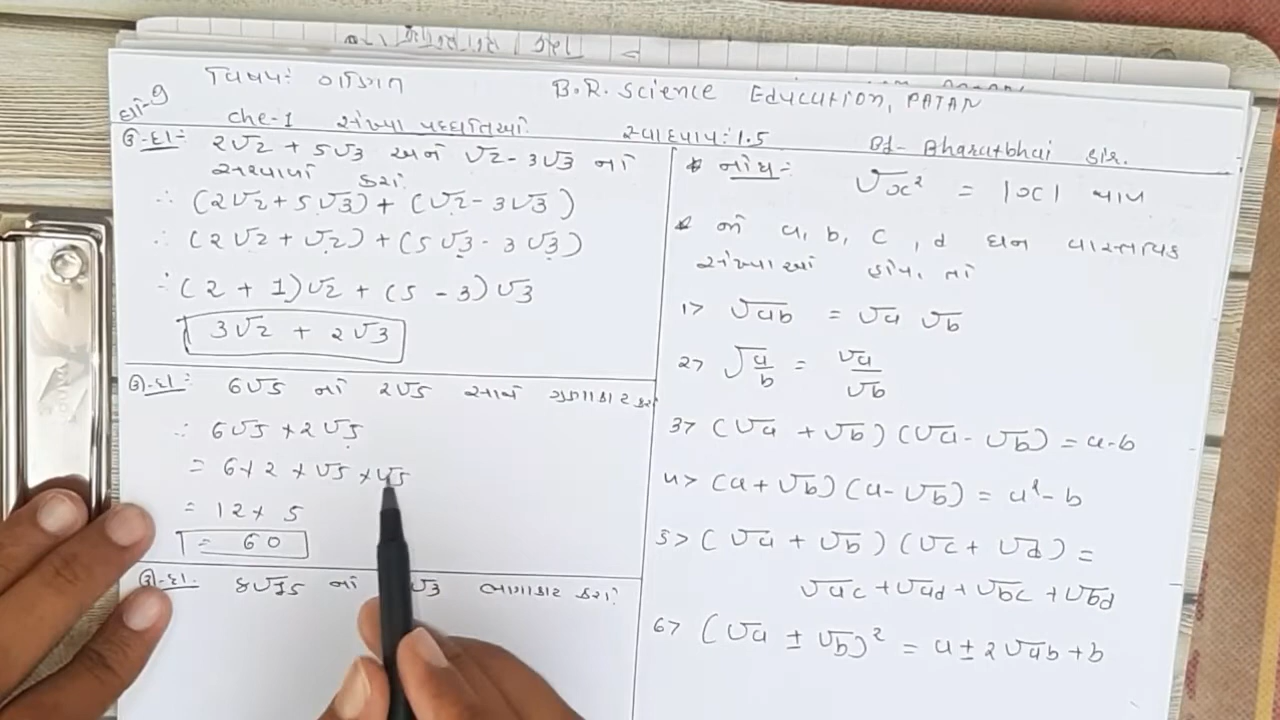 વિષય: ગણિત B.R. Science Education, PATAN
ધો-9 che-1 સંખ્યા પદ્ધતિઓ. સ્વાધ્યાય: 1.5 By- Bharatbhai Sir.
ઉ-દા: 2√2 + 5√3 અને √2 - 3√3 નો
સરવાળો કરો.
∴ (2√2 + 5√3) + (√2 - 3√3)
∴ (2√2 + √2) + (5√3 - 3√3)
∴ (2 + 1)√2 + (5 - 3)√3
3√2 + 2√3
ઉ-દા: 6√5 નો 2√5 સાથે ગુણાકાર કરો
∴ 6√5 × 2√5
= 6 × 2 × √5 × √5
= 12 × 5
= 60
ઉ-દા. 8√15 નો √3 ભાગાકાર કરો:
* નોંધ: √x² = |x| થાય
* જો a, b, c, d ધન વાસ્તવિક
સંખ્યાઓ હોય, તો
1> √ab = √a √b
2> √a/b = √a/√b
3> (√a + √b) (√a - √b) = a-b
4> (a + √b) (a - √b) = a² - b
5> (√a + √b) (√c + √d) =
√ac + √ad + √bc + √bd
6> (√a ± √b)² = a ± 2√ab + b